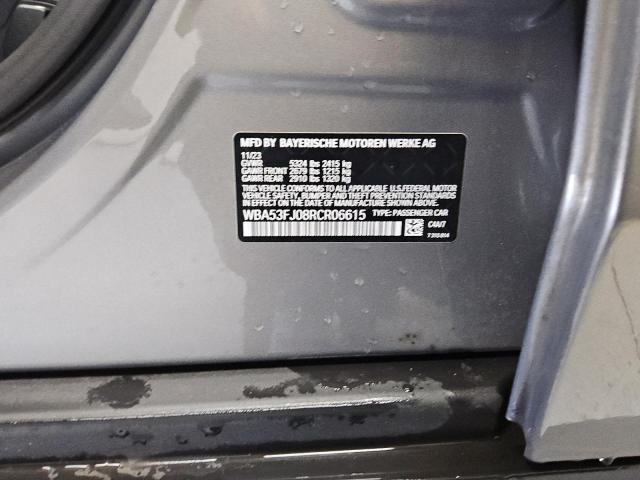 MFD BY BAYERISCHE MOTOREN WERKE AG
11/23
GVWR 5324 lbs 2415 kg
GAWR FRONT 2679 lbs 1215 kg
GAWR REAR 2910 lbs 1320 kg
THIS VEHICLE CONFORMS TO ALL APPLICABLE U.S. FEDERAL MOTOR
VEHICLE SAFETY, BUMPER AND THEFT PREVENTION STANDARDS
IN EFFECT ON THE DATE OF MANUFACTURE SHOWN ABOVE.
WBA53FJ08RCR06615 TYPE: PASSENGER CAR
C4A/7
7315814